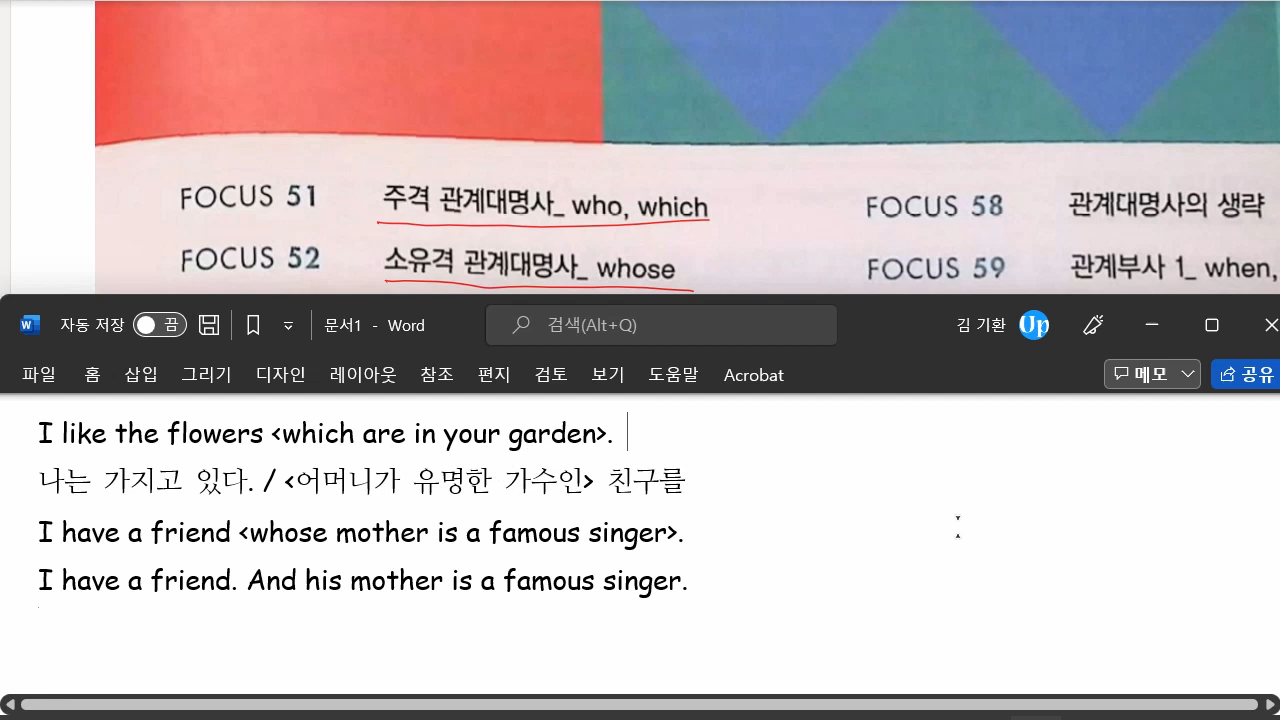 FOCUS 51 주격 관계대명사_ who, which FOCUS 58 관계대명사의 생략
FOCUS 52 소유격 관계대명사_ whose FOCUS 59 관계부사 1_ when,
자동 저장 끔 문서1 - Word 검색(Alt+Q) 김 기환 Up
파일 홈 삽입 그리기 디자인 레이아웃 참조 편지 검토 보기 도움말 Acrobat 메모 공유
I like the flowers <which are in your garden>.
나는 가지고 있다. / <어머니가 유명한 가수인> 친구를
I have a friend <whose mother is a famous singer>.
I have a friend. And his mother is a famous singer.